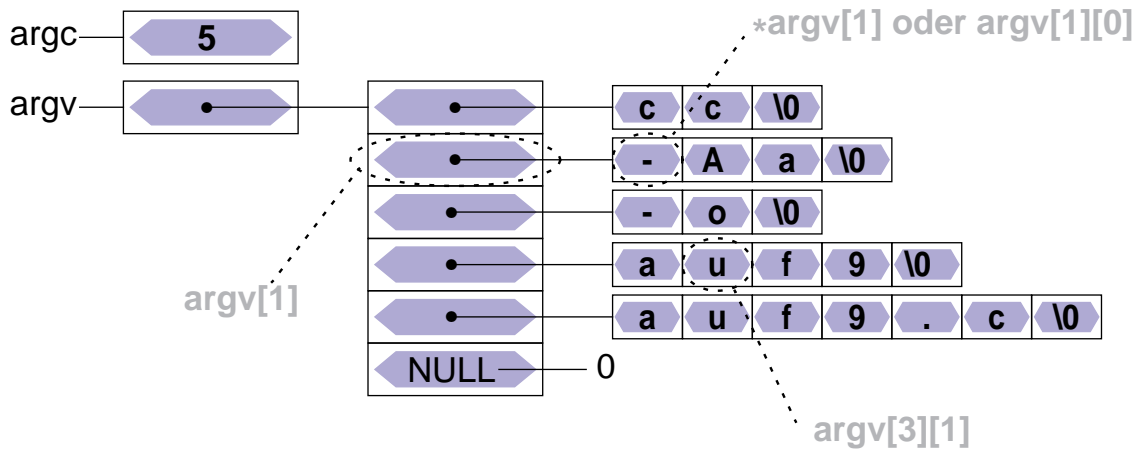 *argv[1] oder argv[1][0]
argc 5
argv
c c \0
- A a \0
- o \0
a u f 9 \0
argv[1]
a u f 9 . c \0
NULL 0
argv[3][1]